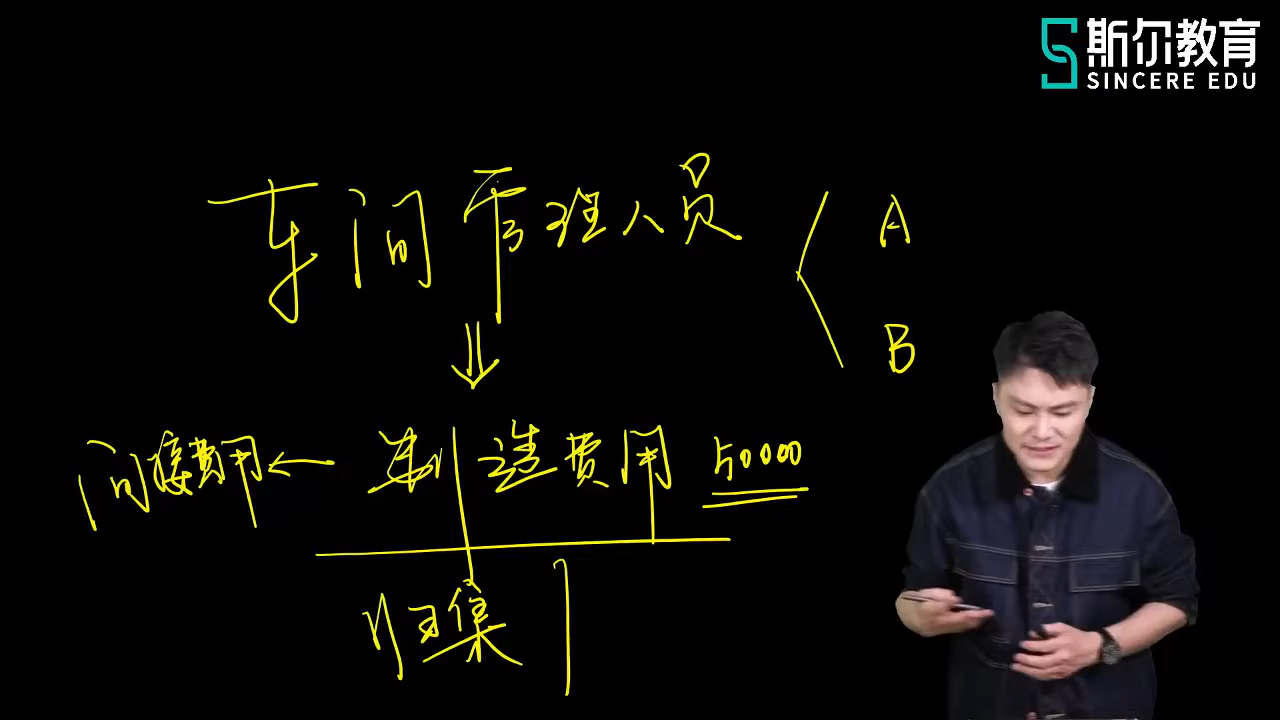 斯尔教育
SINCERE EDU
车间管理人员
A
B
间接费用 ← 制造费用 50000
归集